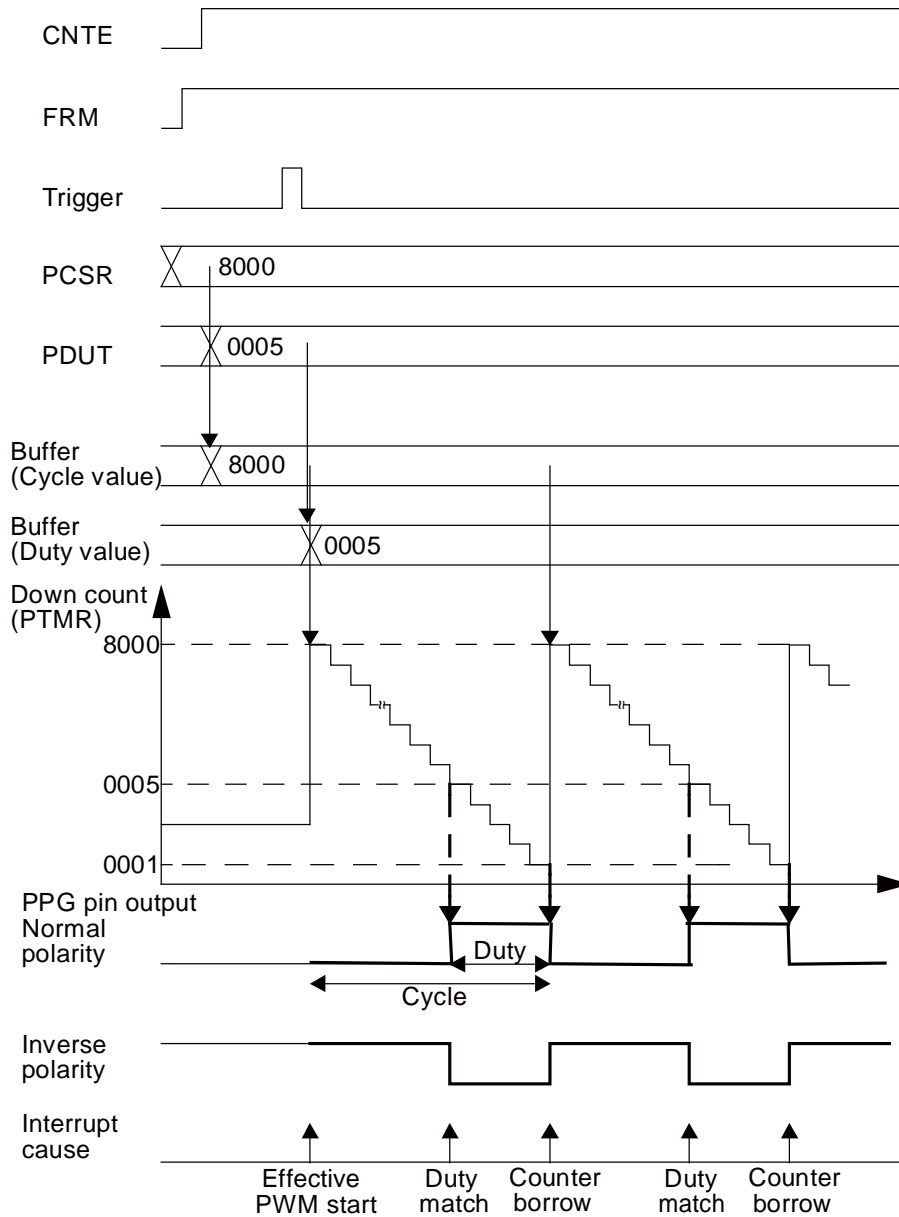 CNTE
FRM
Trigger
PCSR
8000
PDUT
0005
Buffer
(Cycle value)
8000
Buffer
(Duty value)
0005
Down count
(PTMR)
8000
0005
0001
PPG pin output
Normal
polarity
Duty
Cycle
Inverse
polarity
Interrupt
cause
Effective
PWM start
Duty
match
Counter
borrow
Duty
match
Counter
borrow